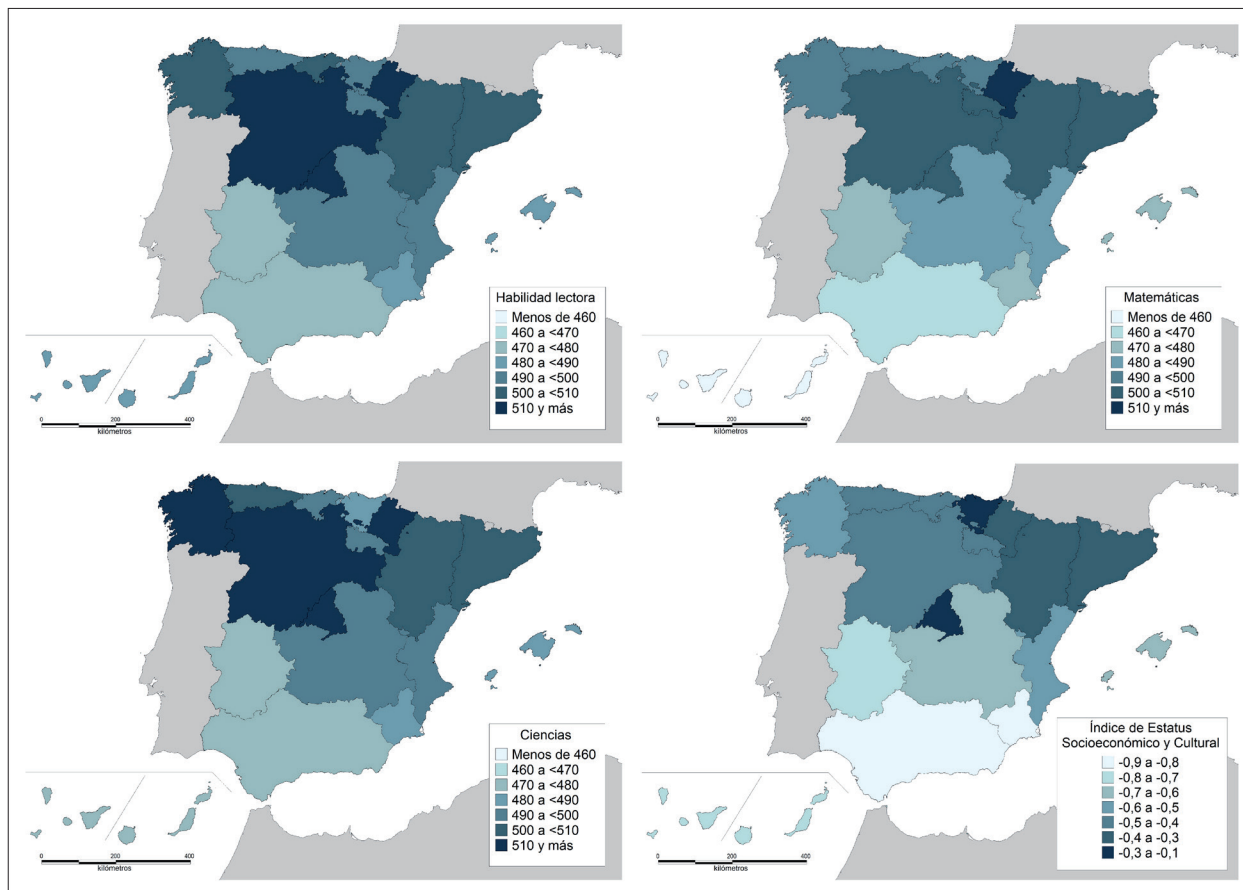 Habilidad lectora
Menos de 460
460 a <470
470 a <480
480 a <490
490 a <500
500 a <510
510 y más
0 200 400
kilómetros
Matemáticas
Menos de 460
460 a <470
470 a <480
480 a <490
490 a <500
500 a <510
510 y más
0 200 400
kilómetros
Ciencias
Menos de 460
460 a <470
470 a <480
480 a <490
490 a <500
500 a <510
510 y más
0 200 400
kilómetros
Índice de Estatus
Socioeconómico y Cultural
-0,9 a -0,8
-0,8 a -0,7
-0,7 a -0,6
-0,6 a -0,5
-0,5 a -0,4
-0,4 a -0,3
-0,3 a -0,1
0 200 400
kilómetros